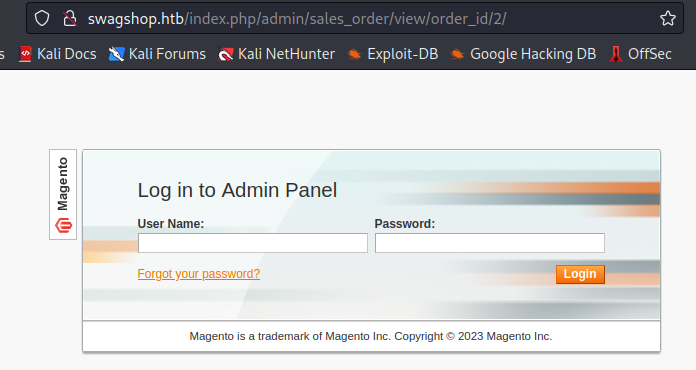 swagshop.htb/index.php/admin/sales_order/view/order_id/2/
s Kali Docs Kali Forums Kali NetHunter Exploit-DB Google Hacking DB OffSec
Magento
Log in to Admin Panel
User Name: Password:
Forgot your password? Login
Magento is a trademark of Magento Inc. Copyright © 2023 Magento Inc.